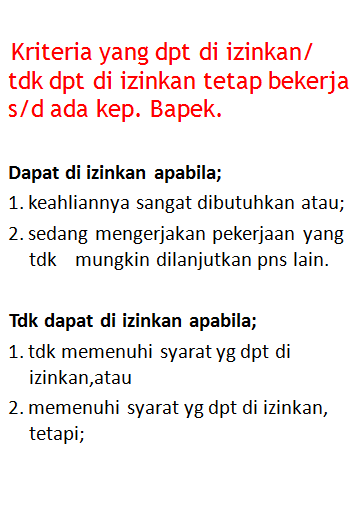 Kriteria yang dpt di izinkan/
tdk dpt di izinkan tetap bekerja
s/d ada kep. Bapek.
Dapat di izinkan apabila;
1. keahliannya sangat dibutuhkan atau;
2. sedang mengerjakan pekerjaan yang
tdk mungkin dilanjutkan pns lain.
Tdk dapat di izinkan apabila;
1. tdk memenuhi syarat yg dpt di
izinkan,atau
2. memenuhi syarat yg dpt di izinkan,
tetapi;